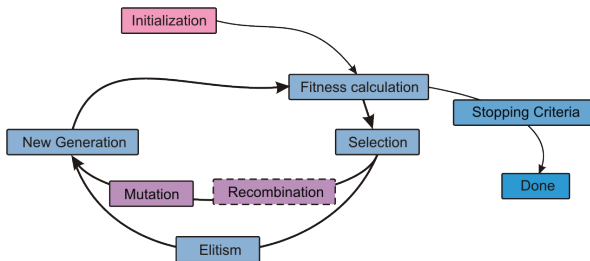 Initialization
Fitness calculation
Stopping Criteria
New Generation
Selection
Recombination
Mutation
Done
Elitism